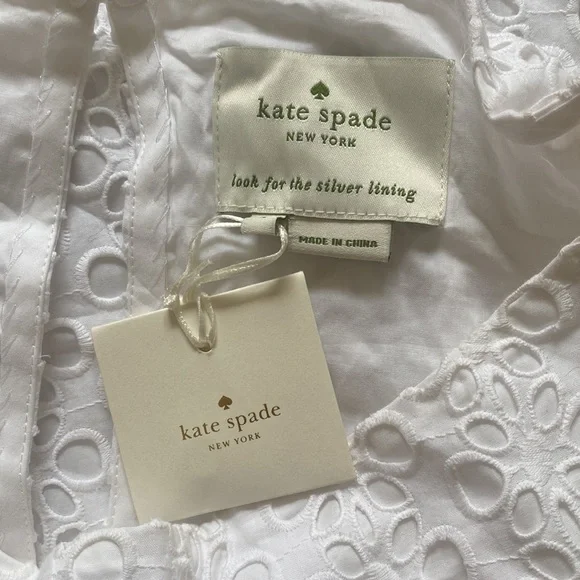 kate spade
NEW YORK
look for the silver lining
MADE IN CHINA
kate spade
NEW YORK